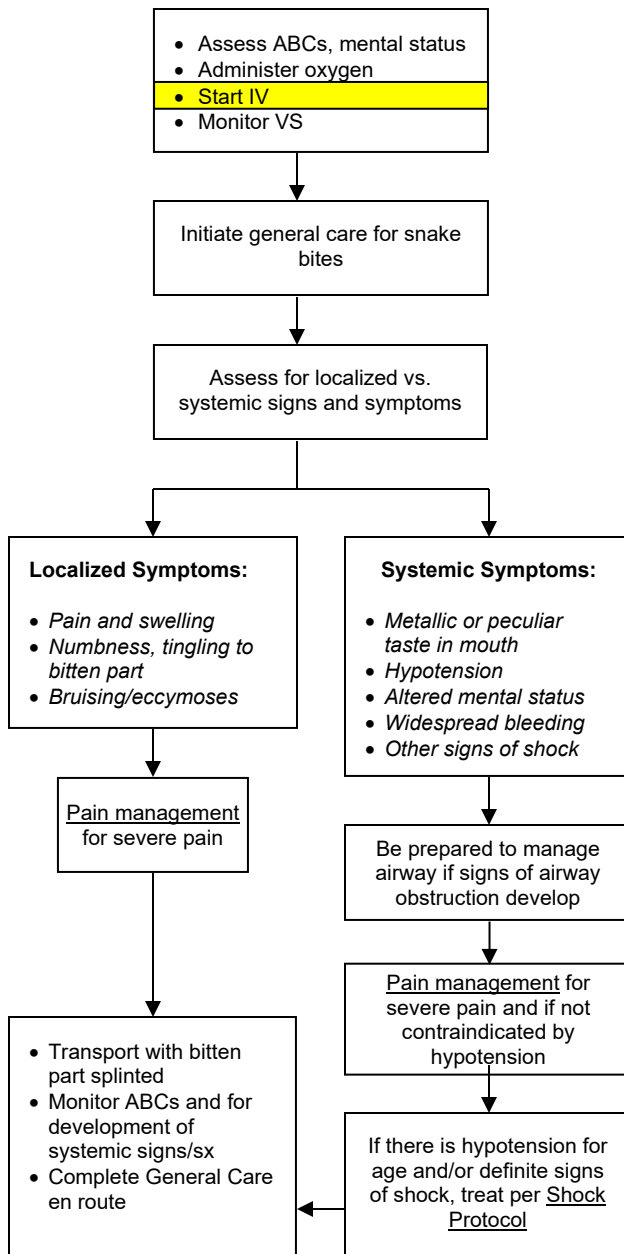 • Assess ABCs, mental status
• Administer oxygen
• Start IV
• Monitor VS
Initiate general care for snake
bites
Assess for localized vs.
systemic signs and symptoms
Localized Symptoms:
• Pain and swelling
• Numbness, tingling to
bitten part
• Bruising/eccymoses
Pain management
for severe pain
Systemic Symptoms:
• Metallic or peculiar
taste in mouth
• Hypotension
• Altered mental status
• Widespread bleeding
• Other signs of shock
Be prepared to manage
airway if signs of airway
obstruction develop
Pain management for
severe pain and if not
contraindicated by
hypotension
If there is hypotension for
age and/or definite signs
of shock, treat per Shock
Protocol
• Transport with bitten
part splinted
• Monitor ABCs and for
development of
systemic signs/sx
• Complete General Care
en route